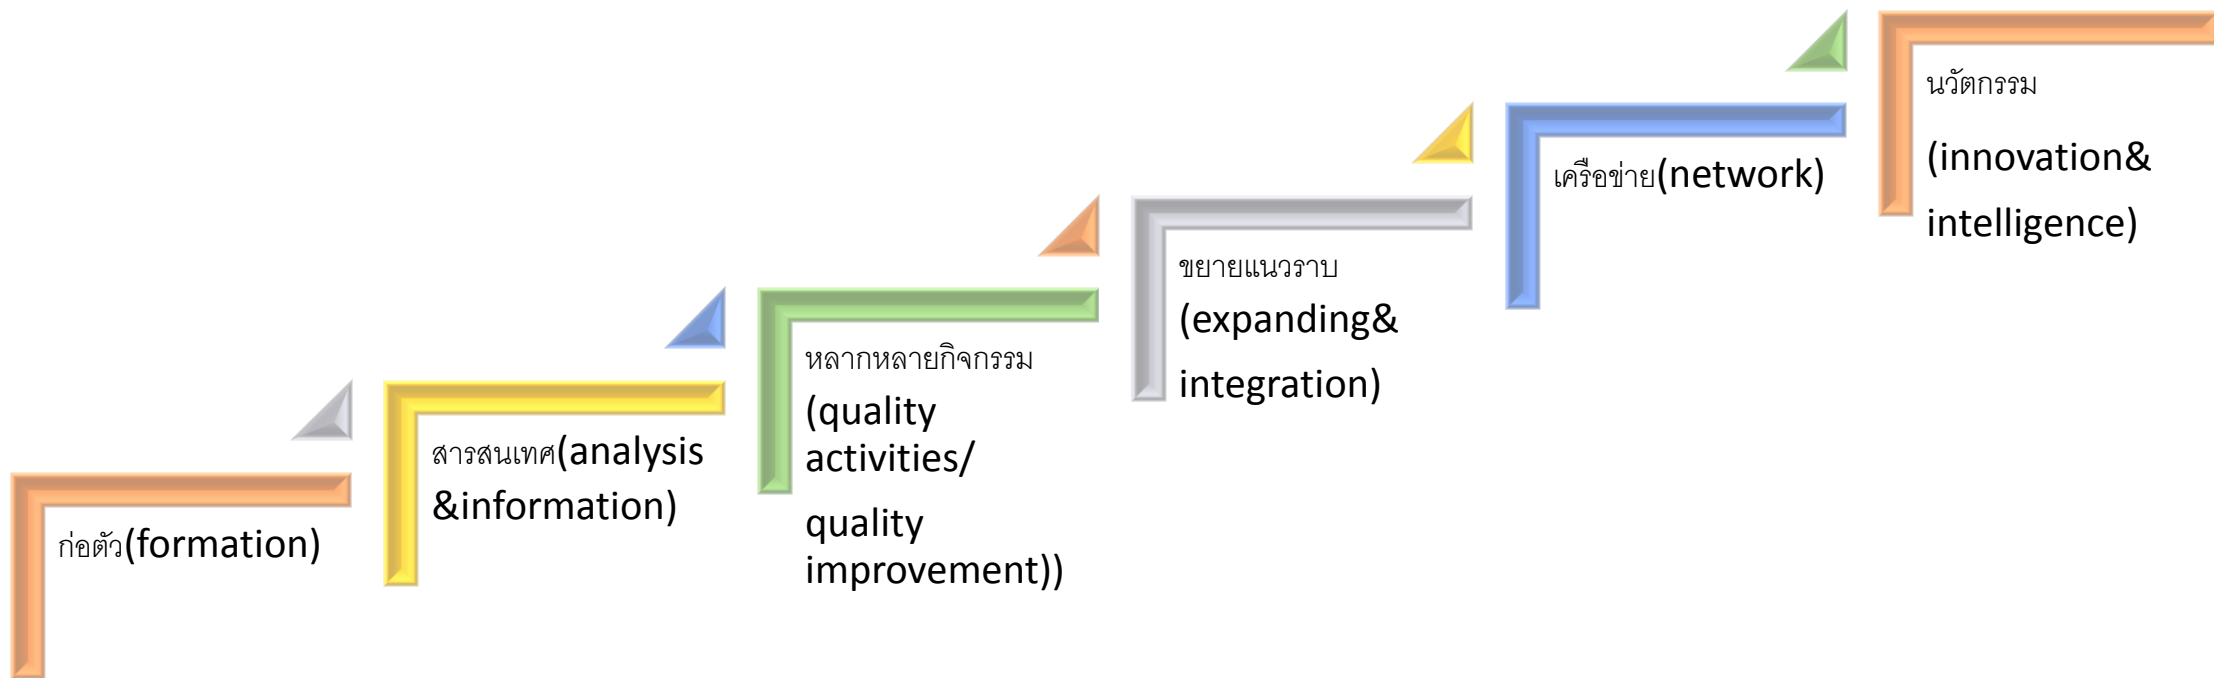 ก่อตัว(formation)
สารสนเทศ(analysis
&information)
หลากหลายกิจกรรม
(quality
activities/
quality
improvement))
ขยายแนวราบ
(expanding&
integration)
เครือข่าย(network)
นวัตกรรม
(innovation&
intelligence)